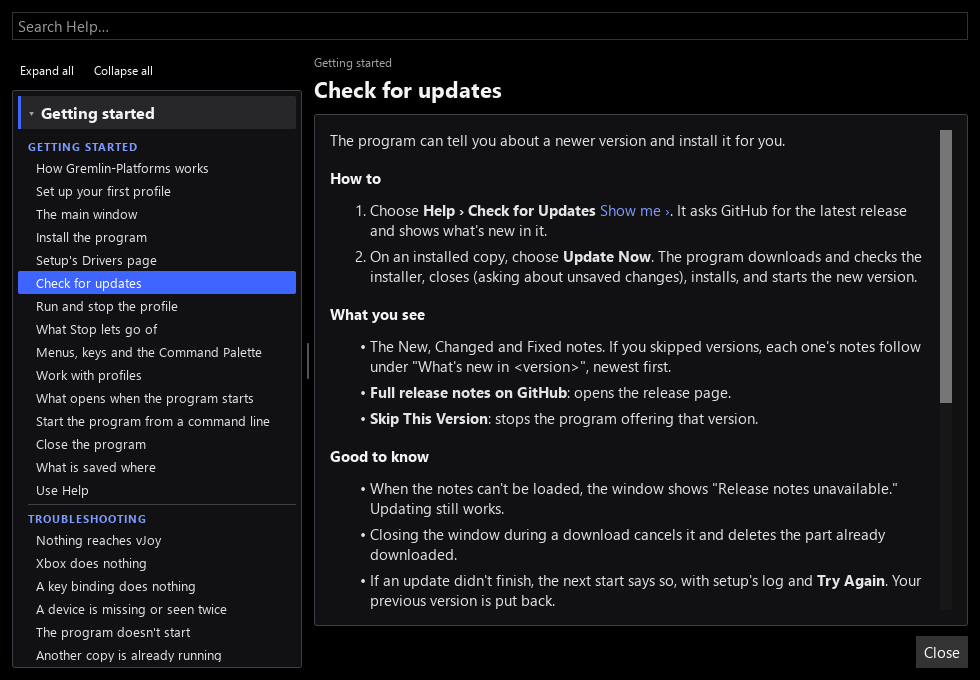 Search Help...
Expand all
Collapse all
Getting started
GETTING STARTED
How Gremlin-Platforms works
Set up your first profile
The main window
Install the program
Setup's Drivers page
Check for updates
Run and stop the profile
What Stop lets go of
Menus, keys and the Command Palette
Work with profiles
What opens when the program starts
Start the program from a command line
Close the program
What is saved where
Use Help
TROUBLESHOOTING
Nothing reaches vJoy
Xbox does nothing
A key binding does nothing
A device is missing or seen twice
The program doesn't start
Another copy is already running
Getting started
Check for updates
The program can tell you about a newer version and install it for you.
How to
1. Choose Help › Check for Updates Show me ›. It asks GitHub for the latest release
and shows what's new in it.
2. On an installed copy, choose Update Now. The program downloads and checks the
installer, closes (asking about unsaved changes), installs, and starts the new version.
What you see
• The New, Changed and Fixed notes. If you skipped versions, each one's notes follow
under "What's new in <version>", newest first.
• Full release notes on GitHub: opens the release page.
• Skip This Version: stops the program offering that version.
Good to know
• When the notes can't be loaded, the window shows "Release notes unavailable."
Updating still works.
• Closing the window during a download cancels it and deletes the part already
downloaded.
• If an update didn't finish, the next start says so, with setup's log and Try Again. Your
previous version is put back.
Close